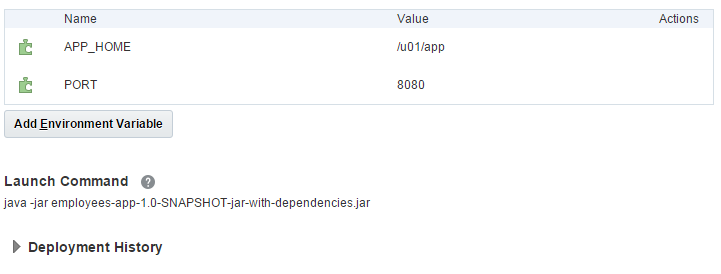 Name Value Actions
APP_HOME /u01/app
PORT 8080
Add Environment Variable
Launch Command ?
java -jar employees-app-1.0-SNAPSHOT-jar-with-dependencies.jar
Deployment History